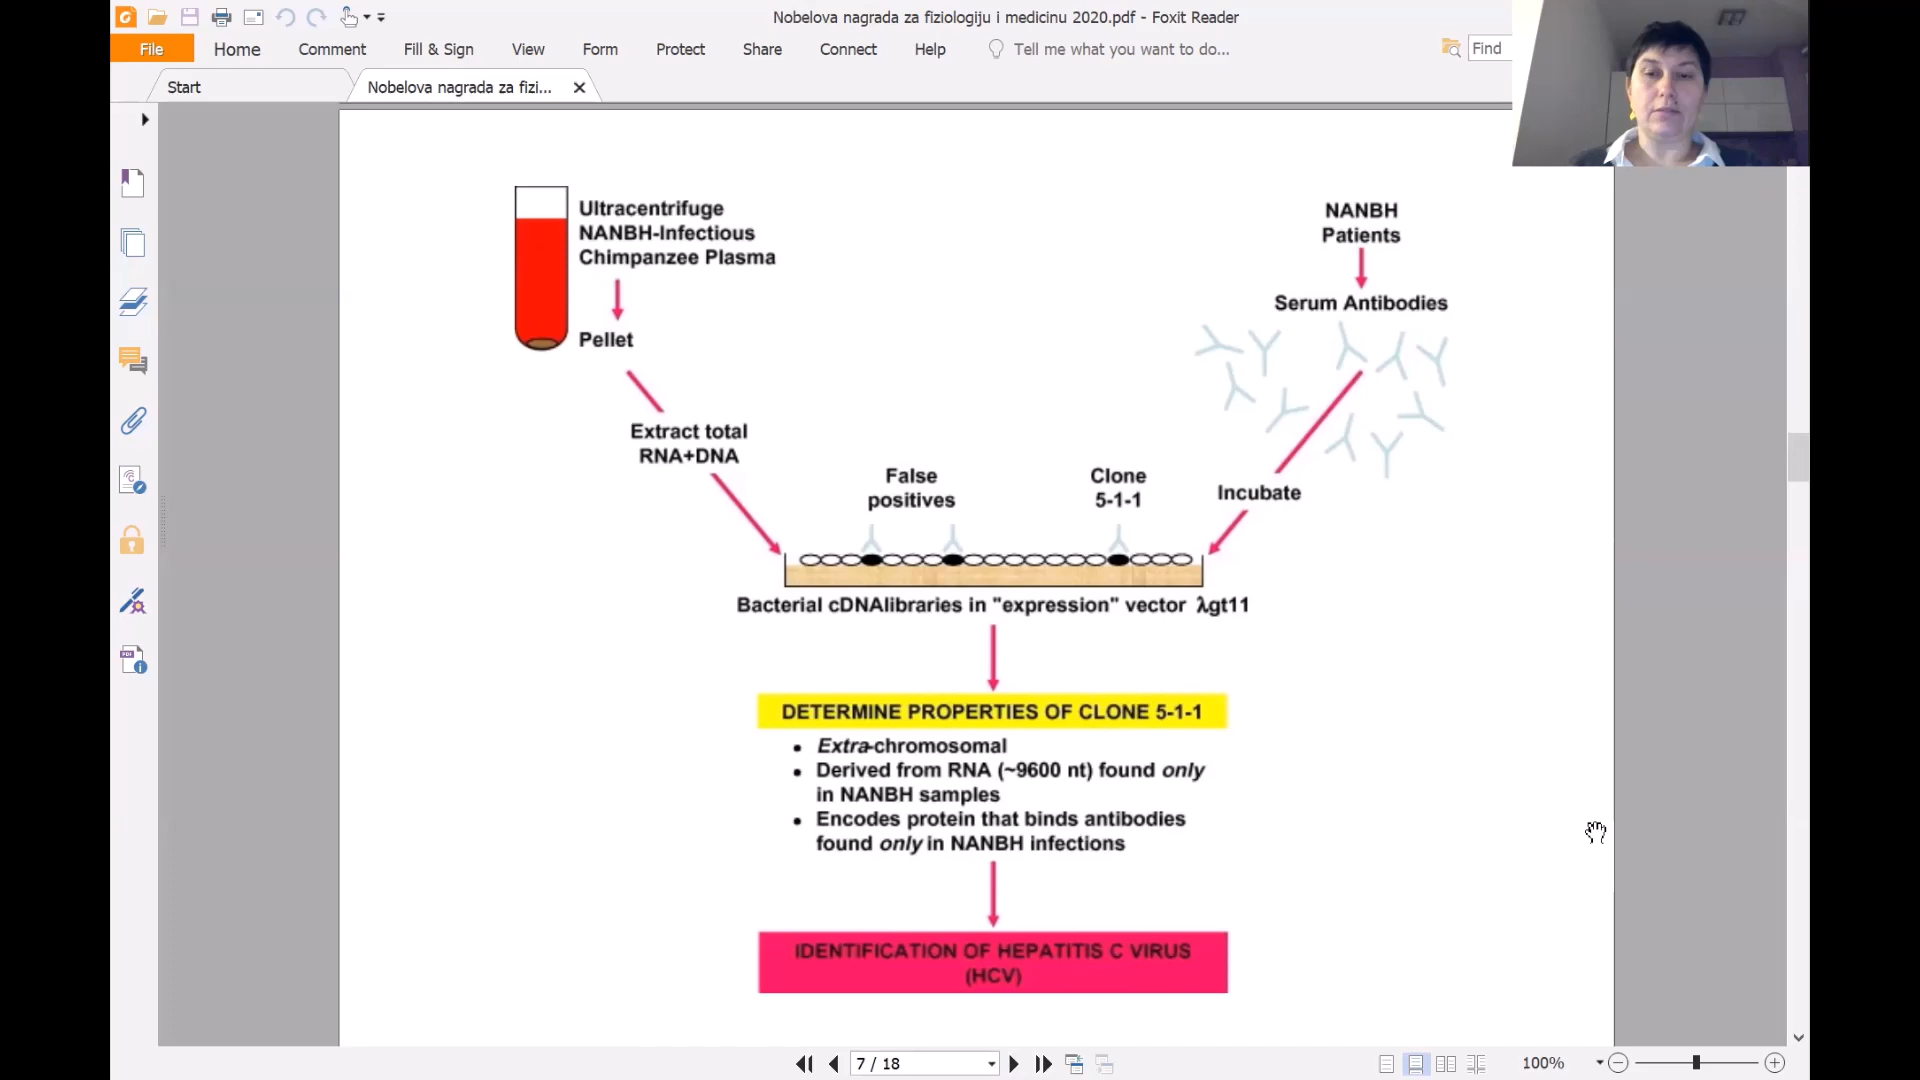 Nobelova nagrada za fiziologiju i medicinu 2020.pdf - Foxit Reader
File Home Comment Fill & Sign View Form Protect Share Connect Help Tell me what you want to do... Find
Start Nobelova nagrada za fizi...
Ultracentrifuge
NANBH-Infectious
Chimpanzee Plasma
Pellet
Extract total
RNA+DNA
NANBH
Patients
Serum Antibodies
Incubate
False
positives
Clone
5-1-1
Bacterial cDNAlibraries in "expression" vector λgt11
DETERMINE PROPERTIES OF CLONE 5-1-1
• Extra-chromosomal
• Derived from RNA (~9600 nt) found only
in NANBH samples
• Encodes protein that binds antibodies
found only in NANBH infections
IDENTIFICATION OF HEPATITIS C VIRUS
(HCV)
7 / 18
100%